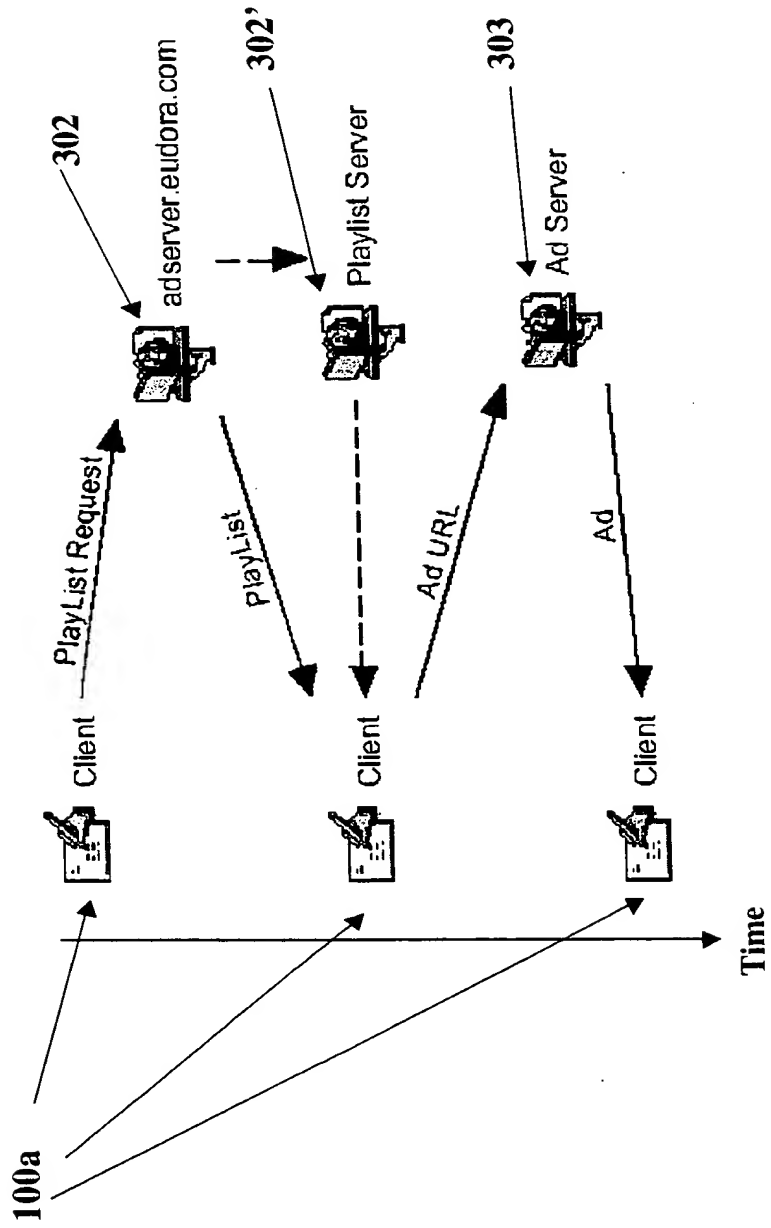 100a
Client
PlayList Request
302
adserver.eudora.com
PlayList
302’
Playlist Server
Client
Ad URL
303
Ad Server
Ad
Client
Time